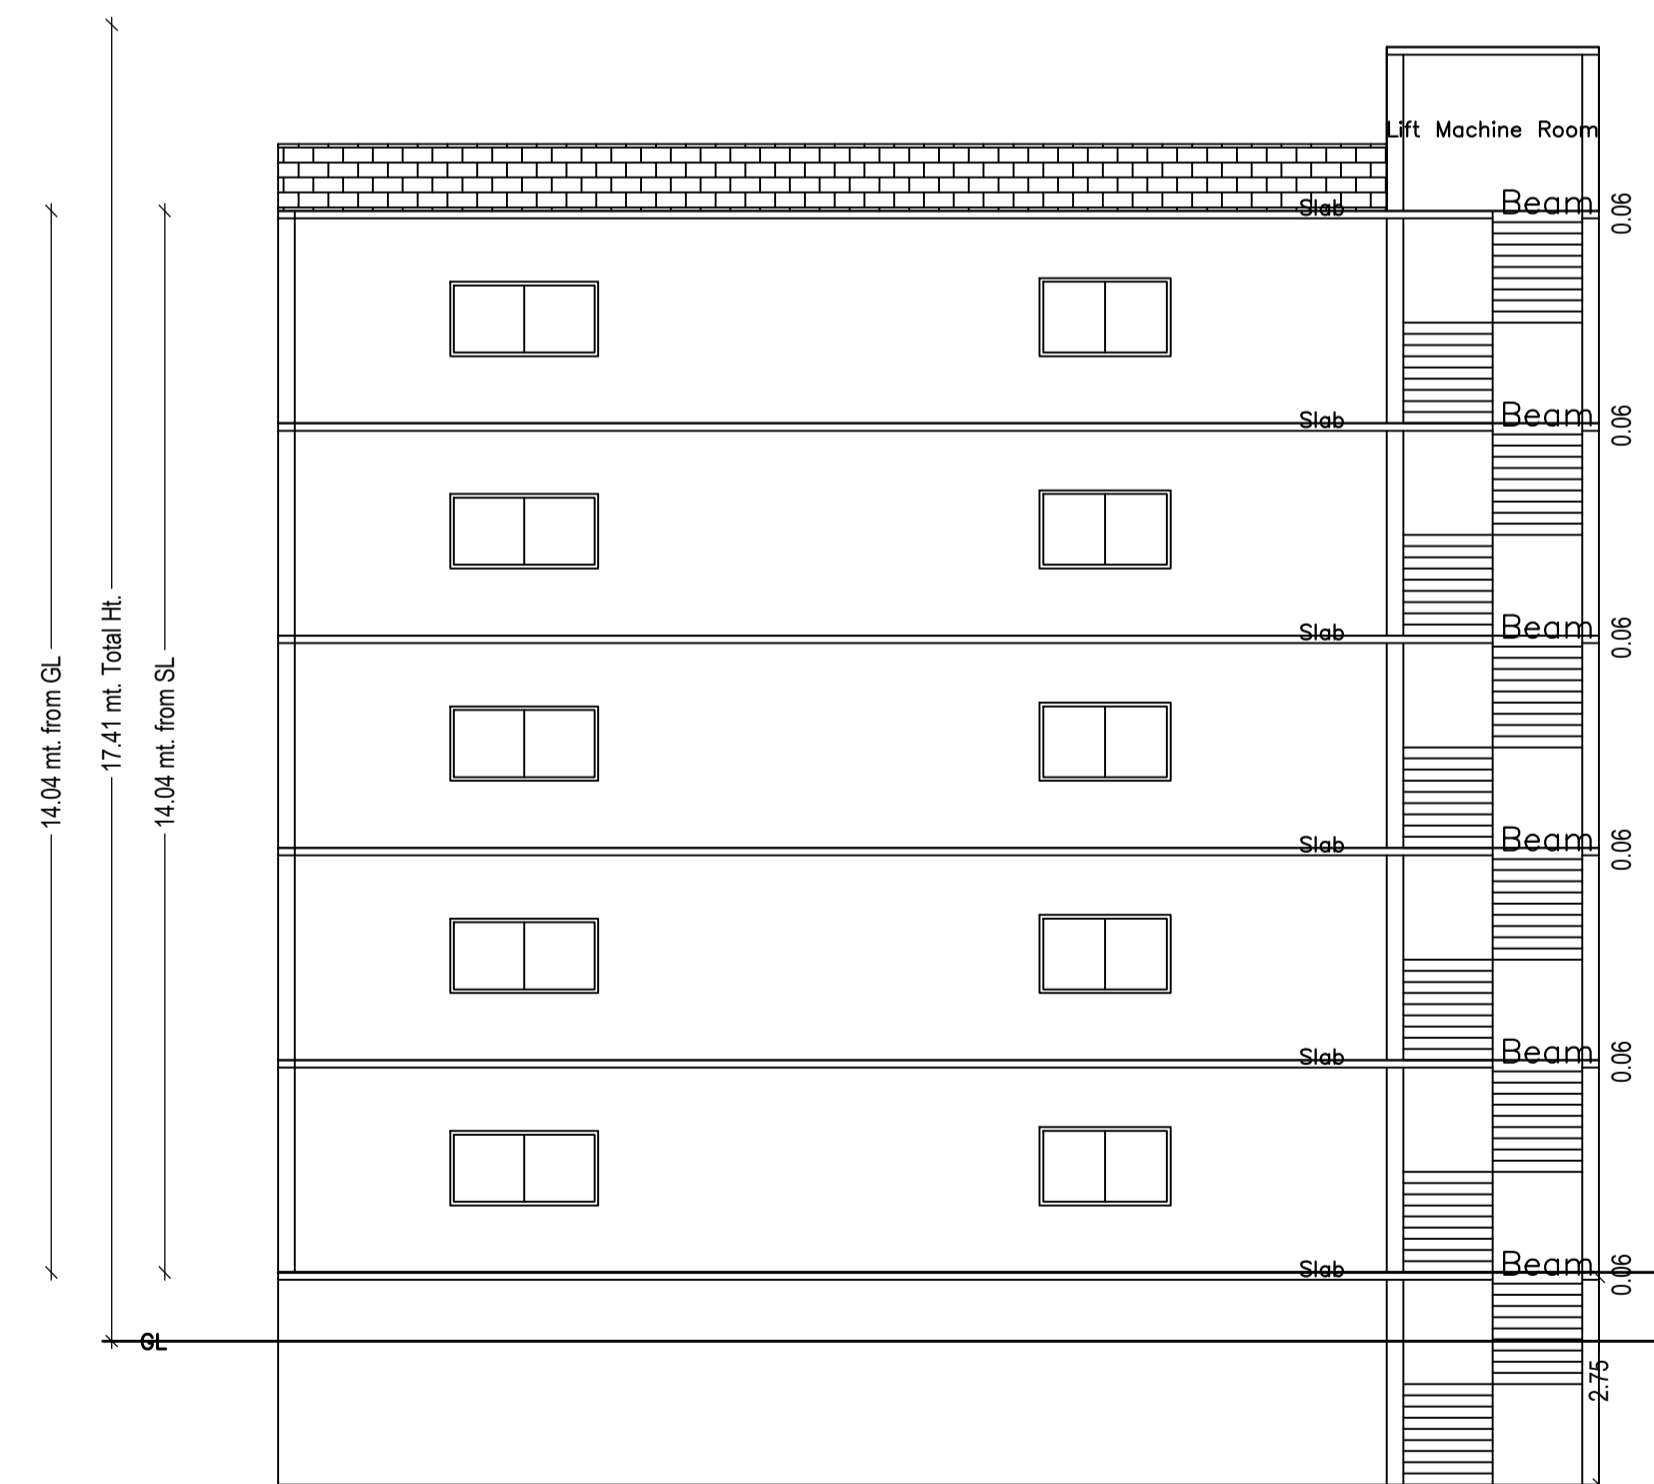 Lift Machine Room
Slab
Beam
0.06
Slab
Beam
0.06
14.04 mt. from GL
17.41 mt. Total Ht.
14.04 mt. from SL
Slab
Beam
0.06
Slab
Beam
0.06
Slab
Beam
0.06
Slab
Beam
0.06
GL
2.75